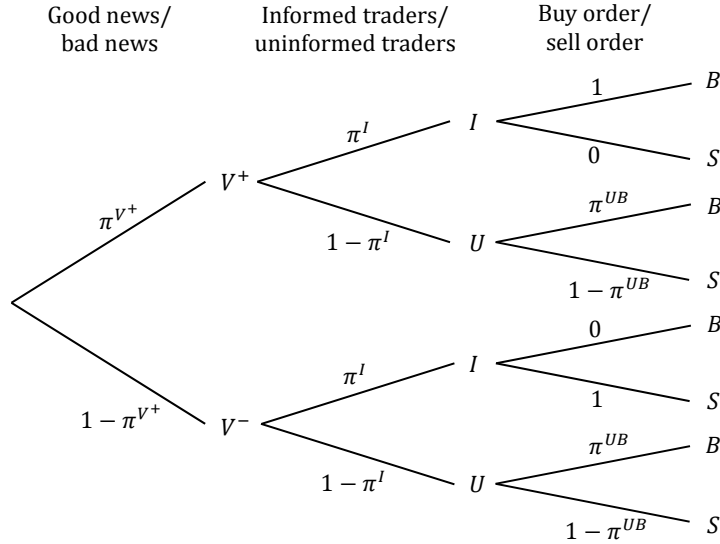 Good news/
bad news
Informed traders/
uninformed traders
Buy order/
sell order
1
B
π^I
I
0
S
V⁺
π^{V⁺}
π^{UB}
B
1 − π^I
U
1 − π^{UB}
S
0
B
π^I
I
1 − π^{V⁺}
1
S
V⁻
π^{UB}
B
1 − π^I
U
1 − π^{UB}
S